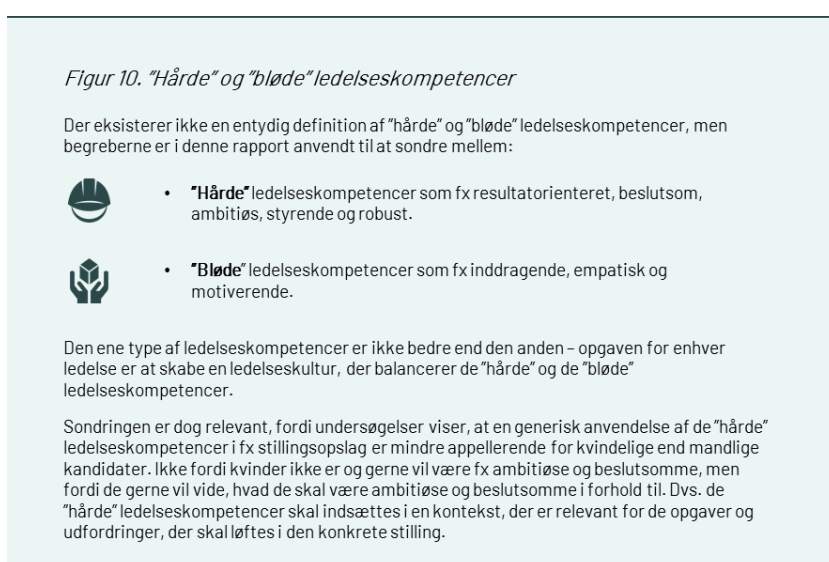 Figur 10. "Hårde" og "bløde" ledelseskompetencer
Der eksisterer ikke en entydig definition af "hårde" og "bløde" ledelseskompetencer, men
begreberne er i denne rapport anvendt til at sondre mellem:
• "Hårde" ledelseskompetencer som fx resultatorienteret, beslutsom,
ambitiøs, styrende og robust.
• "Bløde" ledelseskompetencer som fx inddragende, empatisk og
motiverende.
Den ene type af ledelseskompetencer er ikke bedre end den anden – opgaven for enhver
ledelse er at skabe en ledelseskultur, der balancerer de "hårde" og de "bløde"
ledelseskompetencer.
Sondringen er dog relevant, fordi undersøgelser viser, at en generisk anvendelse af de "hårde"
ledelseskompetencer i fx stillingsopslag er mindre appellerende for kvindelige end mandlige
kandidater. Ikke fordi kvinder ikke er og gerne vil være fx ambitiøse og beslutsomme, men
fordi de gerne vil vide, hvad de skal være ambitiøse og beslutsomme i forhold til. Dvs. de
"hårde" ledelseskompetencer skal indsættes i en kontekst, der er relevant for de opgaver og
udfordringer, der skal løftes i den konkrete stilling.